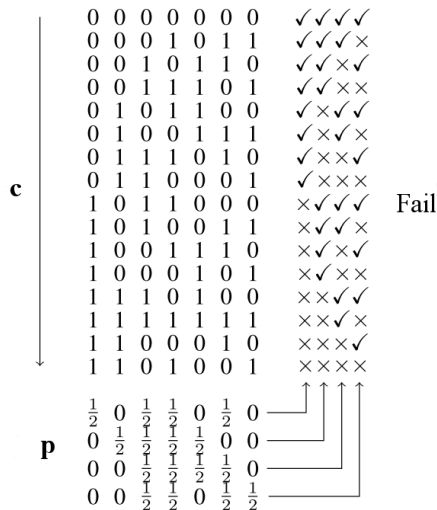 0 0 0 0 0 0 0 ✓✓✓✓
0 0 0 1 0 1 1 ✓✓✓×
0 0 1 0 1 1 0 ✓✓×✓
0 0 1 1 1 0 1 ✓✓××
0 1 0 1 1 0 0 ✓×✓✓
0 1 0 0 1 1 1 ✓×✓×
0 1 1 1 0 1 0 ✓××✓
0 1 1 0 0 0 1 ✓×××
c
1 0 1 1 0 0 0 ×✓✓✓ Fail
1 0 1 0 0 1 1 ×✓✓×
1 0 0 1 1 1 0 ×✓×✓
1 0 0 0 1 0 1 ×✓××
1 1 1 0 1 0 0 ××✓✓
1 1 1 1 1 1 1 ××✓×
1 1 0 0 0 1 0 ×××✓
1 1 0 1 0 0 1 ××××
1/2 0 1/2 1/2 0 1/2 0
p 0 1/2 1/2 1/2 1/2 0 0
0 0 1/2 1/2 1/2 1/2 0
0 0 1/2 1/2 0 1/2 1/2